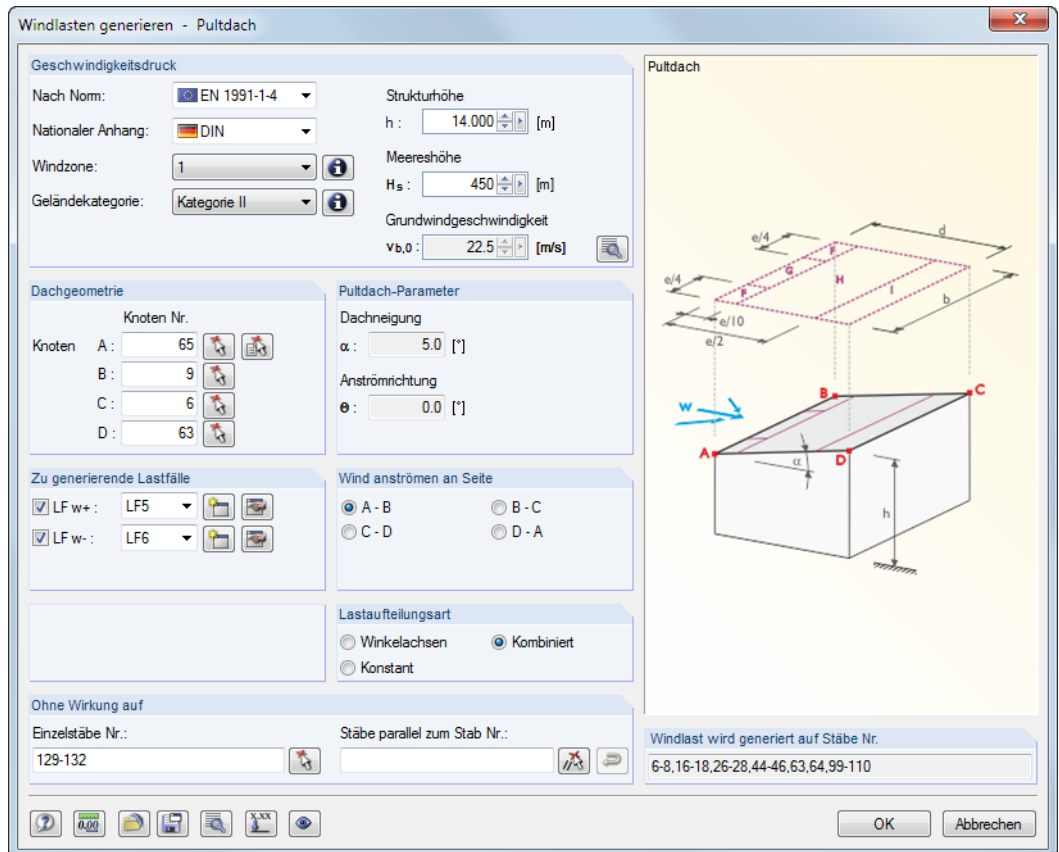 Windlasten generieren - Pultdach
Geschwindigkeitsdruck
Nach Norm: EN 1991-1-4
Nationaler Anhang: DIN
Windzone: 1
Geländekategorie: Kategorie II
Strukturhöhe
h : 14.000 [m]
Meereshöhe
Hs : 450 [m]
Grundwindgeschwindigkeit
vb,0 : 22.5 [m/s]
Dachgeometrie
Knoten Nr.
Knoten A : 65
B : 9
C : 6
D : 63
Pultdach-Parameter
Dachneigung
α : 5.0 [°]
Anströmrichtung
Θ : 0.0 [°]
Zu generierende Lastfälle
LF w+ : LF5
LF w- : LF6
Wind anströmen an Seite
A - B B - C
C - D D - A
Lastaufteilungsart
Winkelachsen Kombiniert
Konstant
Ohne Wirkung auf
Einzelstäbe Nr.:
129-132
Stäbe parallel zum Stab Nr.:
Pultdach
e/4
d
F
G
H
e/4
F
I
b
e/10
e/2
B
C
W
A
α
D
h
Windlast wird generiert auf Stäbe Nr.
6-8,16-18,26-28,44-46,63,64,99-110
0.00
X.XX
OK
Abbrechen